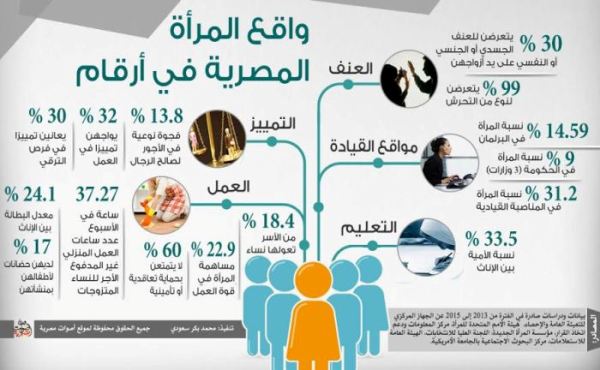 واقع المرأة
المصرية في أرقام
العنف
30 %
يتعرضن للعنف
الجسدي أو الجنسي
أو النفسي على يد أزواجهن
99 %
يتعرضن
لنوع من التحرش
مواقع القيادة
14.59 %
نسبة المرأة
في البرلمان
9 %
نسبة المرأة
في الحكومة (3 وزارات)
31.2 %
نسبة المرأة
في المناصبة القيادية
التعليم
33.5 %
نسبة الأمية
بين الإناث
التمييز
13.8 %
فجوة نوعية
في الأجور
لصالح الرجال
32 %
يواجهن
تمييزا في
العمل
30 %
يعانين تمييزا
في فرص
الترقي
العمل
18.4 %
من الأسر
تعولها نساء
22.9 %
مساهمة
المرأة في
قوة العمل
60 %
لا يتمتعن
بحماية تعاقدية
أو تأمينية
37.27
ساعة في
الأسبوع
عدد ساعات
العمل المنزلي
غير المدفوع
الأجر للنساء
المتزوجات
24.1 %
معدل البطالة
بين الإناث
17 %
لديهن حضانات
لأطفالهن
بمنشآتهن
المصادر:
بيانات ودراسات صادرة في الفترة من 2013 إلى 2015 عن الجهاز المركزي
للتعبئة العامة والإحصاء. هيئة الأمم المتحدة للمرأة. مركز المعلومات ودعم
اتخاذ القرار. مؤسسة المرأة الجديدة. اللجنة العليا للانتخابات. الهيئة العامة
للاستعلامات. مركز البحوث الاجتماعية بالجامعة الأمريكية.
تنفيذ: محمد بكر سعودي
جميع الحقوق محفوظة لموقع أصوات مصرية